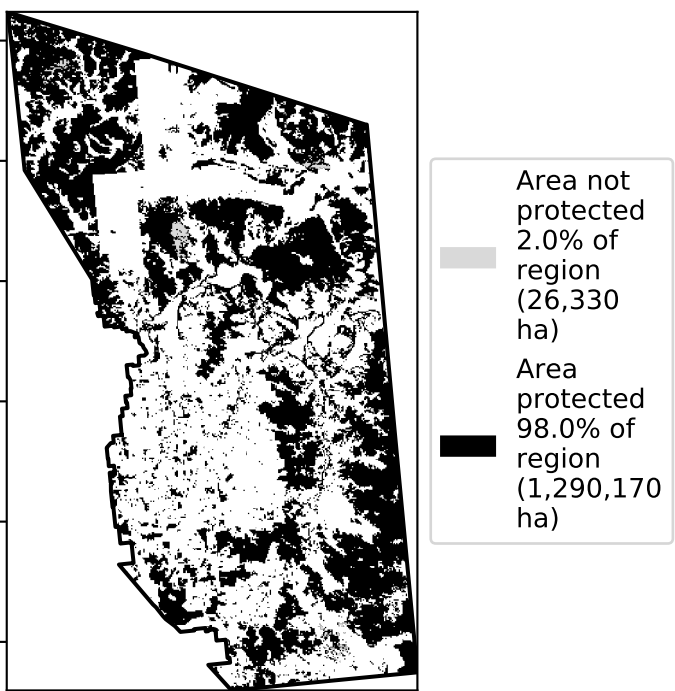 Area not
protected
2.0% of
region
(26,330
ha)
Area
protected
98.0% of
region
(1,290,170
ha)